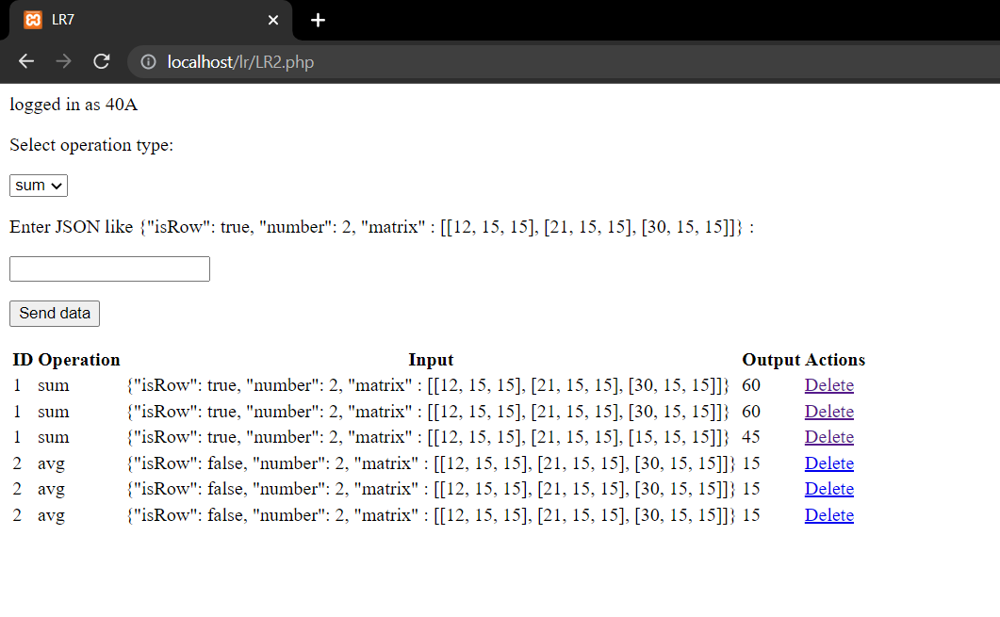 LR7
localhost/lr/LR2.php
logged in as 40A
Select operation type:
sum
Enter JSON like {"isRow": true, "number": 2, "matrix" : [[12, 15, 15], [21, 15, 15], [30, 15, 15]]} :
Send data
ID Operation Input Output Actions
1 sum {"isRow": true, "number": 2, "matrix" : [[12, 15, 15], [21, 15, 15], [30, 15, 15]]} 60 Delete
1 sum {"isRow": true, "number": 2, "matrix" : [[12, 15, 15], [21, 15, 15], [30, 15, 15]]} 60 Delete
1 sum {"isRow": true, "number": 2, "matrix" : [[12, 15, 15], [21, 15, 15], [15, 15, 15]]} 45 Delete
2 avg {"isRow": false, "number": 2, "matrix" : [[12, 15, 15], [21, 15, 15], [30, 15, 15]]} 15 Delete
2 avg {"isRow": false, "number": 2, "matrix" : [[12, 15, 15], [21, 15, 15], [30, 15, 15]]} 15 Delete
2 avg {"isRow": false, "number": 2, "matrix" : [[12, 15, 15], [21, 15, 15], [30, 15, 15]]} 15 Delete